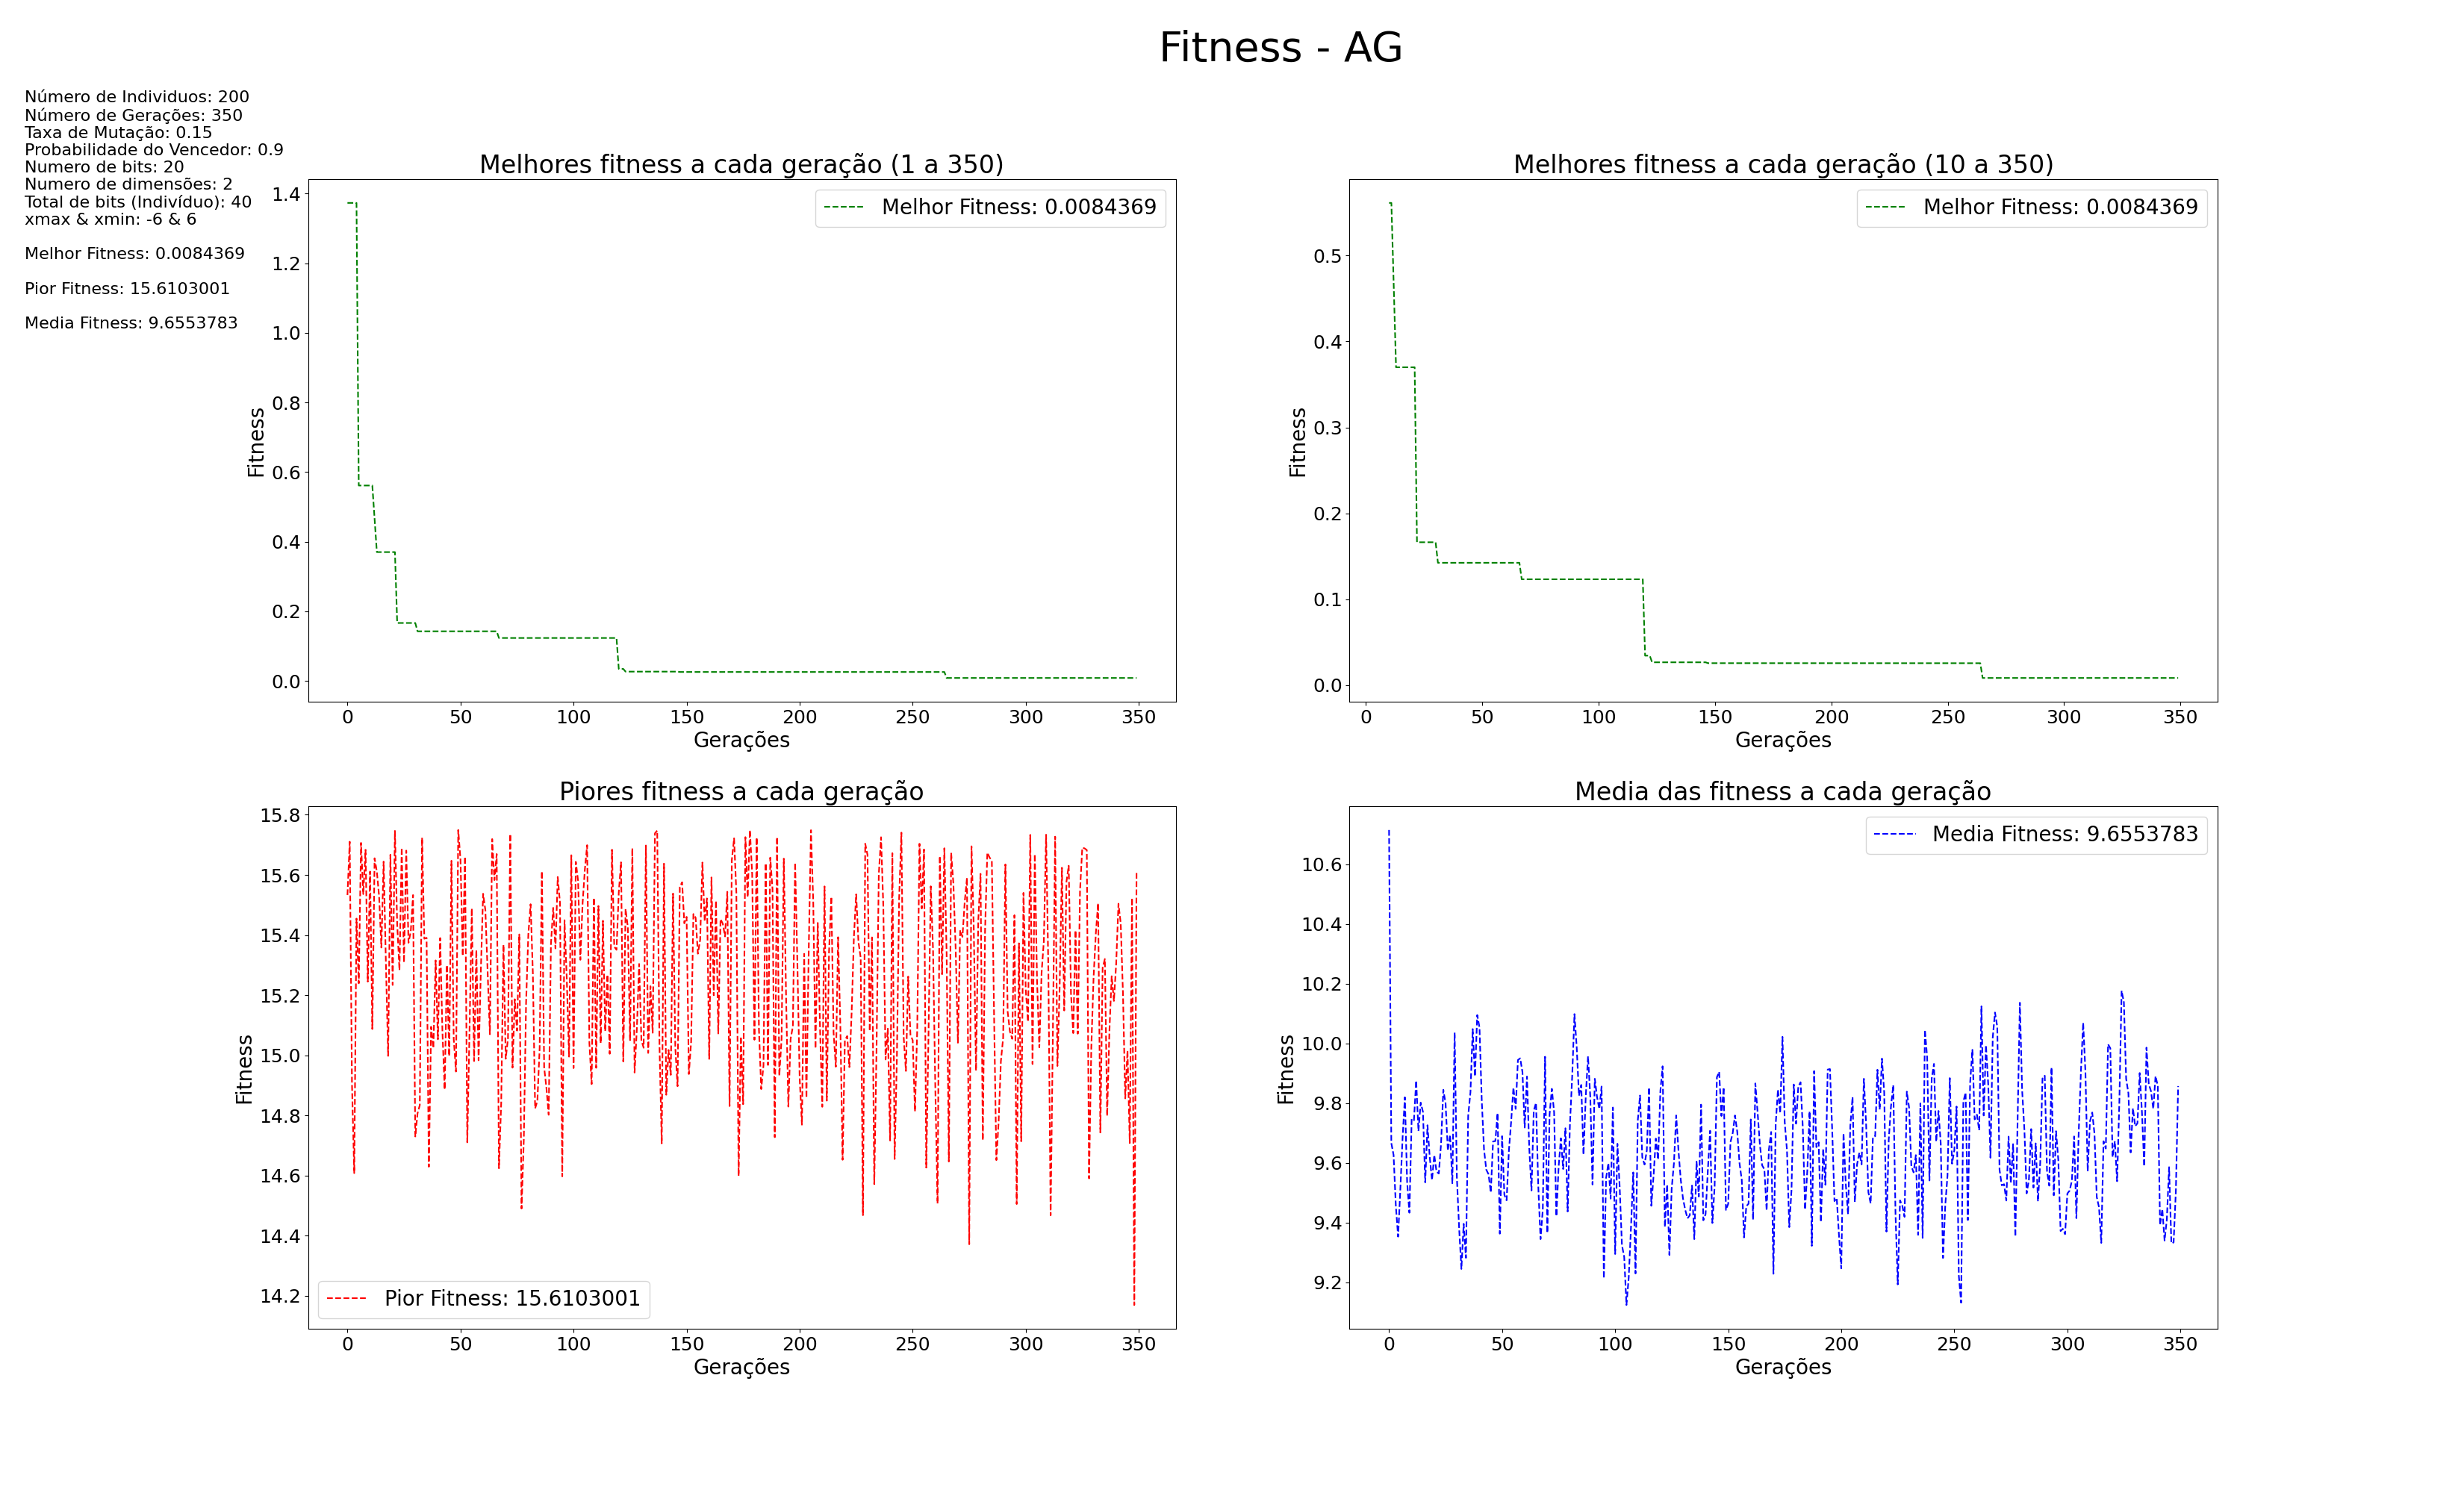 Fitness - AG
Número de Individuos: 200
Número de Gerações: 350
Taxa de Mutação: 0.15
Probabilidade do Vencedor: 0.9
Numero de bits: 20
Numero de dimensões: 2
Total de bits (Indivíduo): 40
xmax & xmin: -6 & 6
Melhor Fitness: 0.0084369
Pior Fitness: 15.6103001
Media Fitness: 9.6553783
Melhores fitness a cada geração (1 a 350)
Melhor Fitness: 0.0084369
1.4
1.2
1.0
0.8
0.6
0.4
0.2
0.0
Fitness
0 50 100 150 200 250 300 350
Gerações
Melhores fitness a cada geração (10 a 350)
Melhor Fitness: 0.0084369
0.5
0.4
0.3
0.2
0.1
0.0
Fitness
0 50 100 150 200 250 300 350
Gerações
Piores fitness a cada geração
15.8
15.6
15.4
15.2
15.0
14.8
14.6
14.4
14.2
Fitness
Pior Fitness: 15.6103001
0 50 100 150 200 250 300 350
Gerações
Media das fitness a cada geração
Media Fitness: 9.6553783
10.6
10.4
10.2
10.0
9.8
9.6
9.4
9.2
Fitness
0 50 100 150 200 250 300 350
Gerações